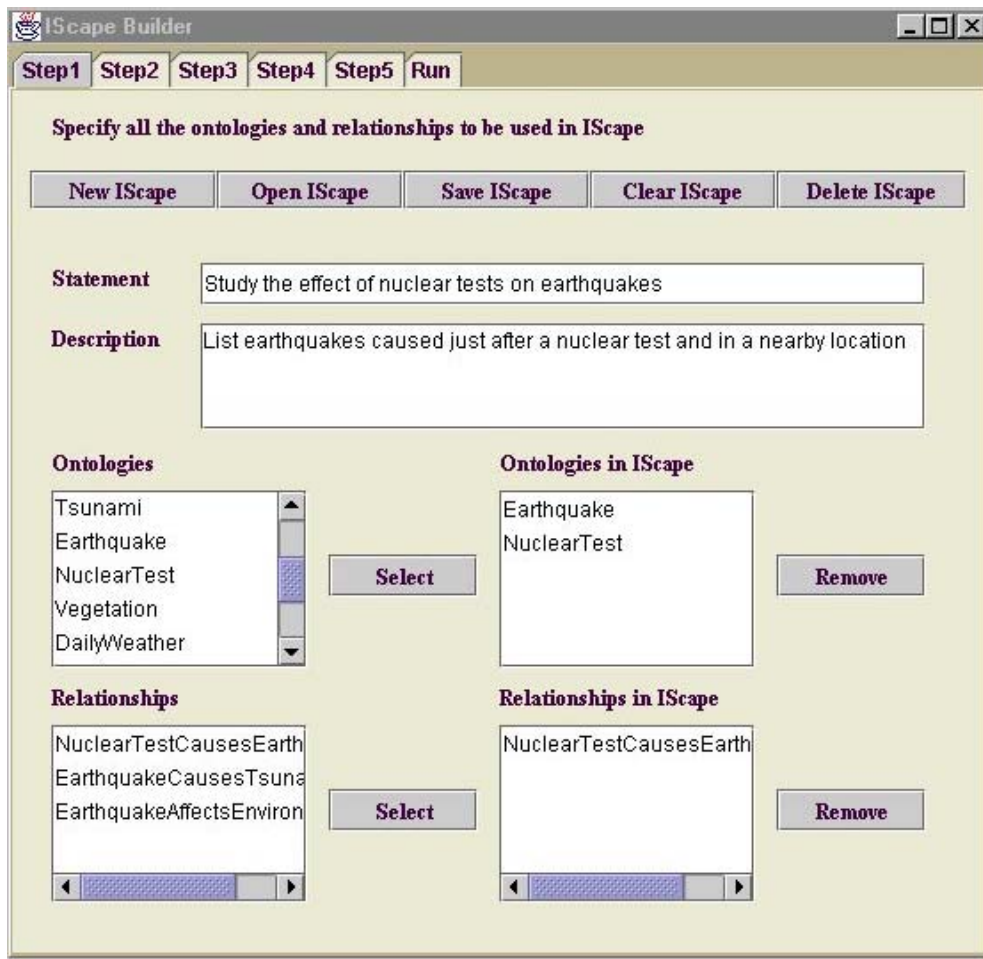 IScape Builder
Step1 Step2 Step3 Step4 Step5 Run
Specify all the ontologies and relationships to be used in IScape
New IScape Open IScape Save IScape Clear IScape Delete IScape
Statement Study the effect of nuclear tests on earthquakes
Description List earthquakes caused just after a nuclear test and in a nearby location
Ontologies
Tsunami
Earthquake
NuclearTest
Vegetation
DailyWeather
Select
Ontologies in IScape
Earthquake
NuclearTest
Remove
Relationships
NuclearTestCausesEarth
EarthquakeCausesTsuna
EarthquakeAffectsEnviron
Select
Relationships in IScape
NuclearTestCausesEarth
Remove